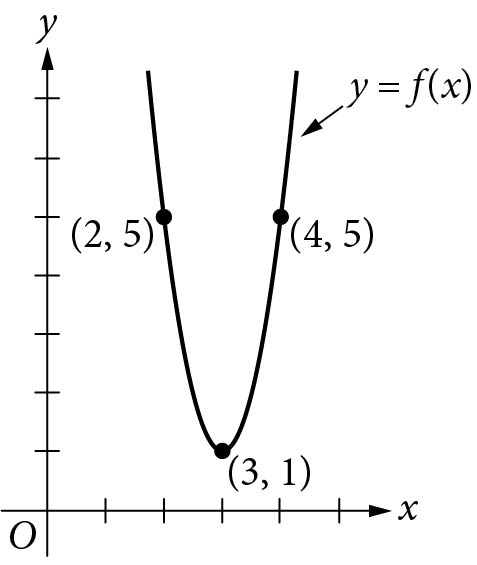 y
y = f(x)
(2, 5)
(4, 5)
(3, 1)
x
O